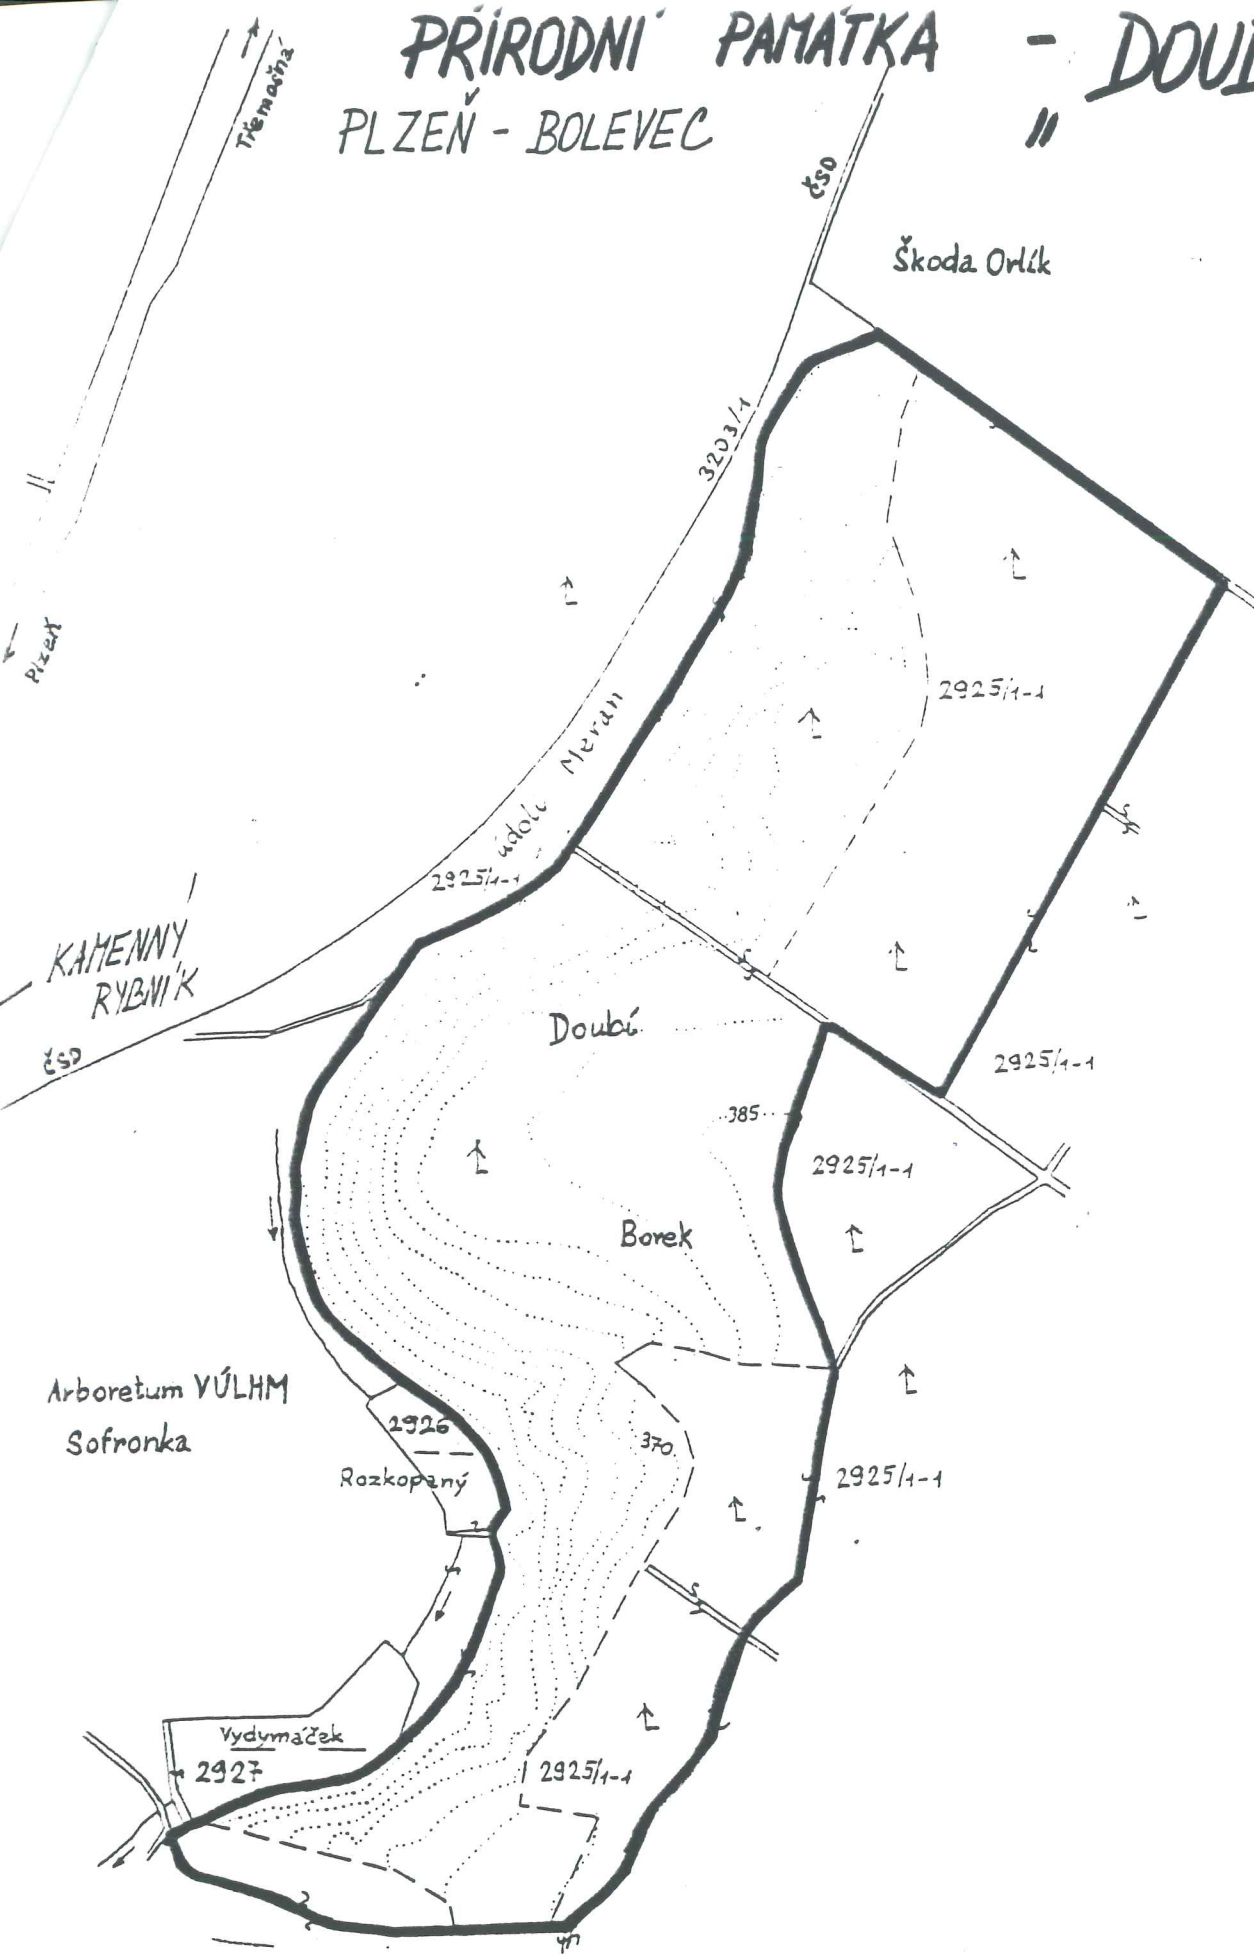 PŘÍRODNÍ PAMÁTKA -
PLZEŇ - BOLEVEC
"
Třemošná
ČSD
Škoda Orlík
3203/1
Plzeň
2925/1-1
údolí Meran
2925/1-1
KAMENNY
RYBNÍK
ČSD
Doubí
2925/1-1
385
2925/1-1
Borek
Arboretum VÚLHM
Sofronka
2926
370
Rozkopaný
2925/1-1
Vydymáček
2927
2925/1-1